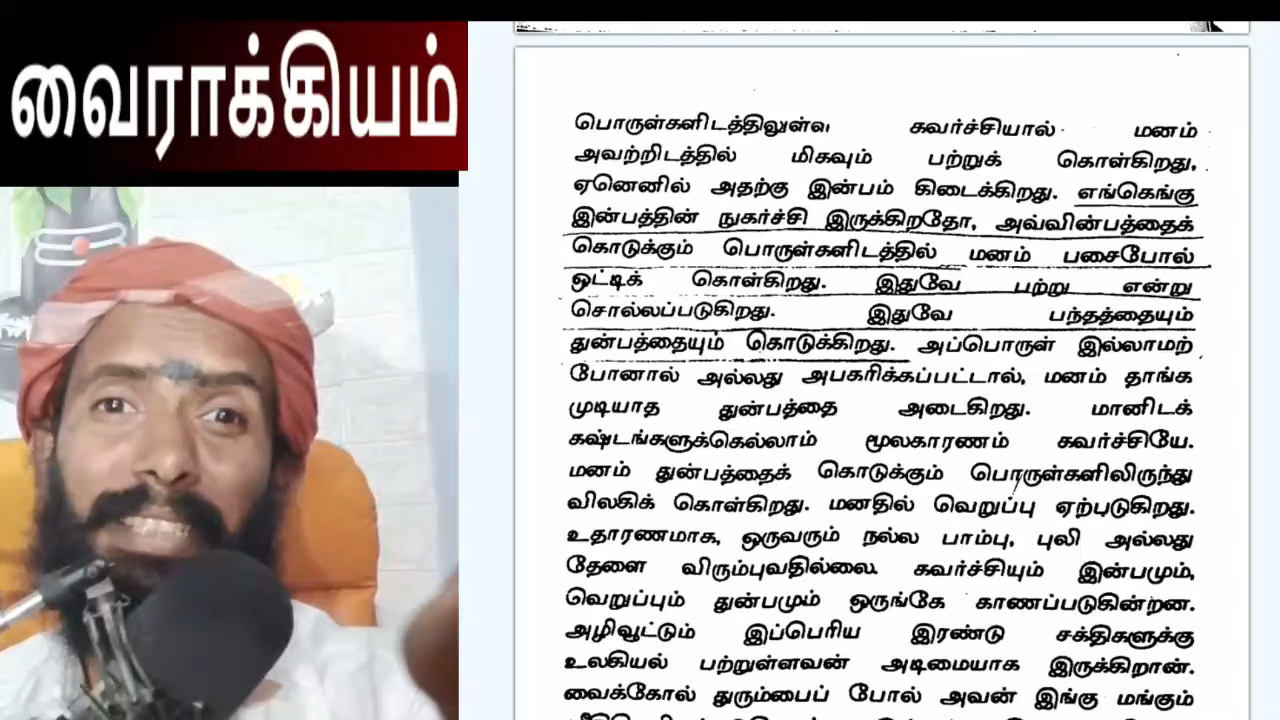 வைராக்கியம்
பொருள்களிடத்திலுள்ள கவர்ச்சியால் மனம்
அவற்றிடத்தில் மிகவும் பற்றுக் கொள்கிறது,
ஏனெனில் அதற்கு இன்பம் கிடைக்கிறது. எங்கெங்கு
இன்பத்தின் நுகர்ச்சி இருக்கிறதோ, அவ்வின்பத்தைக்
கொடுக்கும் பொருள்களிடத்தில் மனம் பசைபோல்
ஒட்டிக் கொள்கிறது. இதுவே பற்று என்று
சொல்லப்படுகிறது. இதுவே பந்தத்தையும்
துன்பத்தையும் கொடுக்கிறது. அப்பொருள் இல்லாமற்
போனால் அல்லது அபகரிக்கப்பட்டால், மனம் தாங்க
முடியாத துன்பத்தை அடைகிறது. மானிடக்
கஷ்டங்களுக்கெல்லாம் மூலகாரணம் கவர்ச்சியே.
மனம் துன்பத்தைக் கொடுக்கும் பொருள்களிலிருந்து
விலகிக் கொள்கிறது. மனதில் வெறுப்பு ஏற்படுகிறது.
உதாரணமாக, ஒருவரும் நல்ல பாம்பு, புலி அல்லது
தேளை விரும்புவதில்லை. கவர்ச்சியும் இன்பமும்,
வெறுப்பும் துன்பமும் ஒருங்கே காணப்படுகின்றன.
அழிவூட்டும் இப்பெரிய இரண்டு சக்திகளுக்கு
உலகியல் பற்றுள்ளவன் அடிமையாக இருக்கிறான்.
வைக்கோல் துரும்பைப் போல் அவன் இங்கு மங்கும்